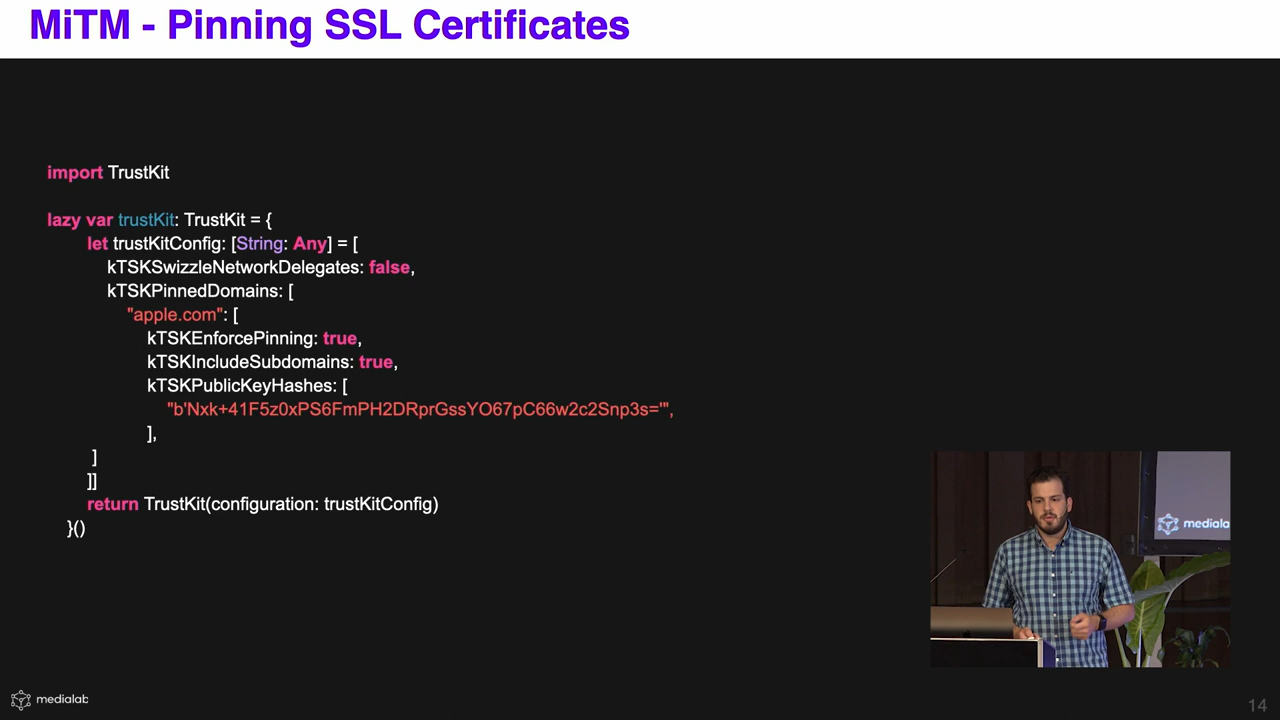 MiTM - Pinning SSL Certificates
import TrustKit
lazy var trustKit: TrustKit = {
let trustKitConfig: [String: Any] = [
kTSKSwizzleNetworkDelegates: false,
kTSKPinnedDomains: [
"apple.com": [
kTSKEnforcePinning: true,
kTSKIncludeSubdomains: true,
kTSKPublicKeyHashes: [
"b'Nxk+41F5z0xPS6FmPH2DRprGssYO67pC66w2c2Snp3s='",
],
]
]]
return TrustKit(configuration: trustKitConfig)
}()
medialab
medialab
14